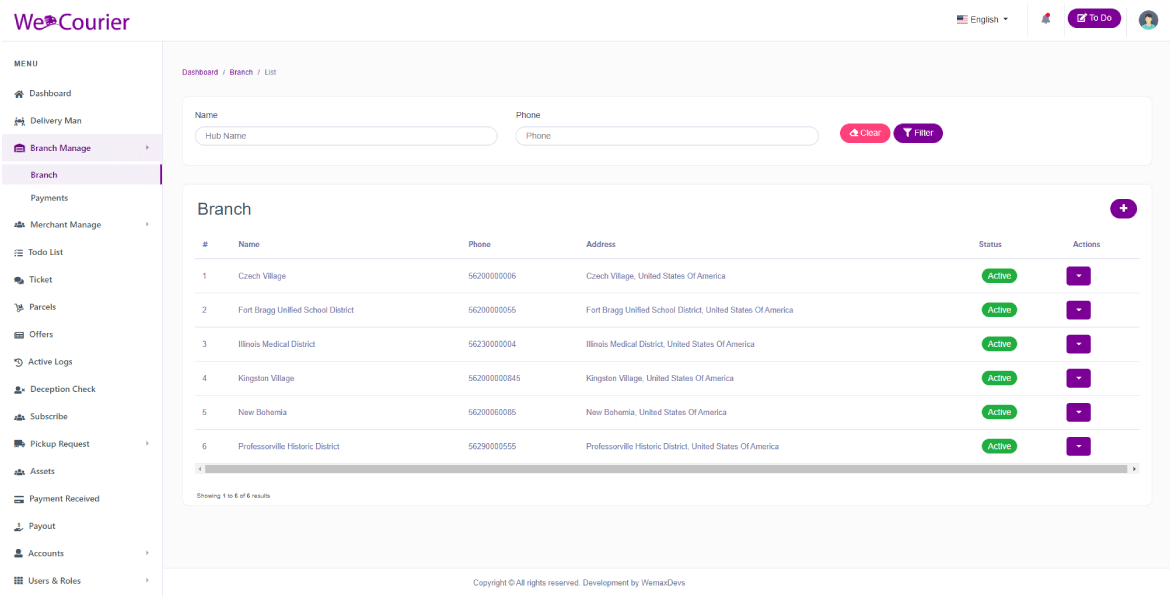 We Courier
English
To Do
MENU
Dashboard
Delivery Man
Branch Manage
Branch
Payments
Merchant Manage
Todo List
Ticket
Parcels
Offers
Active Logs
Deception Check
Subscribe
Pickup Request
Assets
Payment Received
Payout
Accounts
Users & Roles
Dashboard / Branch / List
Name Phone
Hub Name Phone Clear Filter
Branch
# Name Phone Address Status Actions
1 Czech Village 56200000006 Czech Village, United States Of America Active
2 Fort Bragg Unified School District 56200000055 Fort Bragg Unified School District, United States Of America Active
3 Illinois Medical District 56230000004 Illinois Medical District, United States Of America Active
4 Kingston Village 562000000845 Kingston Village, United States Of America Active
5 New Bohemia 56200060085 New Bohemia, United States Of America Active
6 Professorville Historic District 56290000555 Professorville Historic District, United States Of America Active
Showing 1 to 6 of 6 results
Copyright © All rights reserved. Development by WemaxDevs